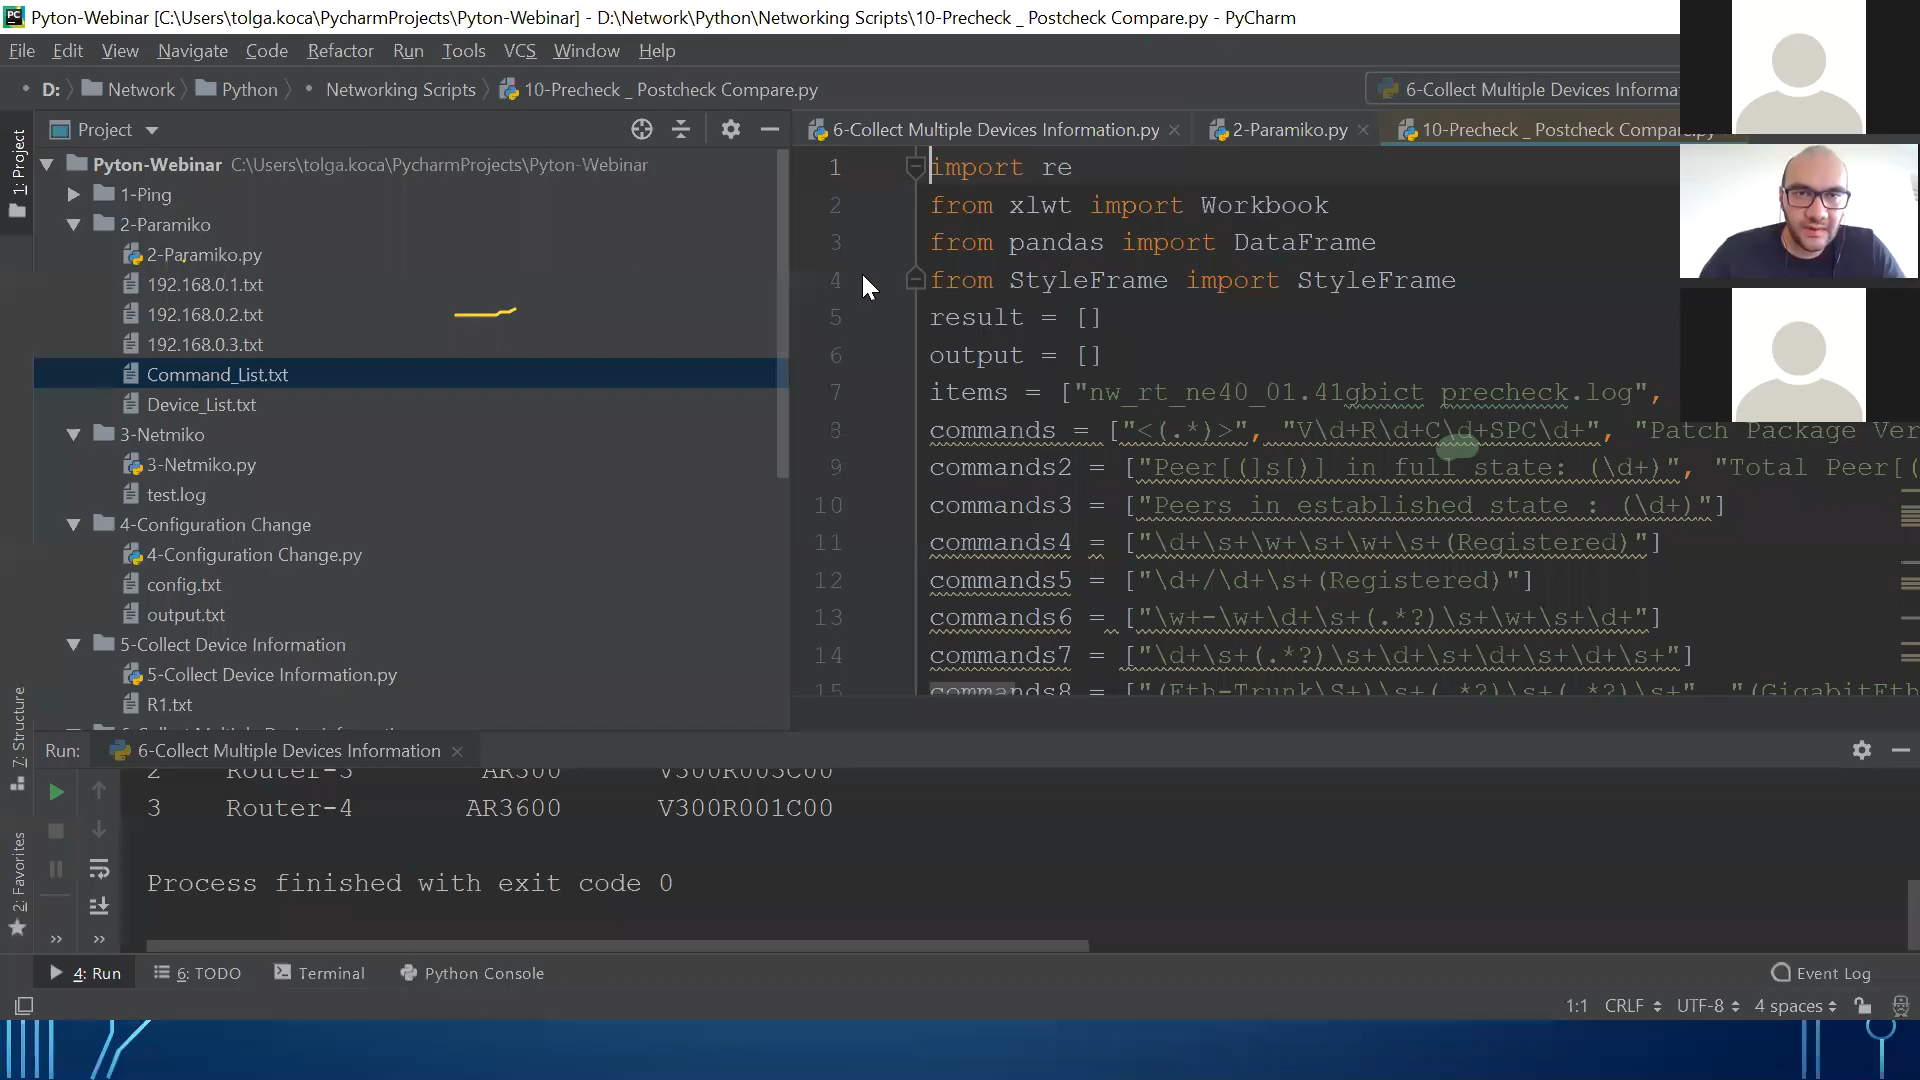 Pyton-Webinar [C:\Users\tolga.koca\PycharmProjects\Pyton-Webinar] - D:\Network\Python\Networking Scripts\10-Precheck _ Postcheck Compare.py - PyCharm
File Edit View Navigate Code Refactor Run Tools VCS Window Help
D: Network Python Networking Scripts 10-Precheck _ Postcheck Compare.py
6-Collect Multiple Devices Informa
1: Project
Project
6-Collect Multiple Devices Information.py 2-Paramiko.py 10-Precheck _ Postcheck Compare.py
Pyton-Webinar C:\Users\tolga.koca\PycharmProjects\Pyton-Webinar
1-Ping
2-Paramiko
2-Paramiko.py
192.168.0.1.txt
192.168.0.2.txt
192.168.0.3.txt
Command_List.txt
Device_List.txt
3-Netmiko
3-Netmiko.py
test.log
4-Configuration Change
4-Configuration Change.py
config.txt
output.txt
5-Collect Device Information
5-Collect Device Information.py
R1.txt
1 import re
2 from xlwt import Workbook
3 from pandas import DataFrame
4 from StyleFrame import StyleFrame
5 result = []
6 output = []
7 items = ["nw_rt_ne40_01.41gbict precheck.log",
8 commands = ["<(.*)>", "V\d+R\d+C\d+SPC\d+", "Patch Package Ver
9 commands2 = ["Peer[(]s[)] in full state: (\d+)", "Total Peer[(
10 commands3 = ["Peers in established state : (\d+)"]
11 commands4 = ["\d+\s+\w+\s+\w+\s+(Registered)"]
12 commands5 = ["\d+/\d+\s+(Registered)"]
13 commands6 = ["\w+-\w+\d+\s+(.*?)\s+\w+\s+\d+"]
14 commands7 = ["\d+\s+(.*?)\s+\d+\s+\d+\s+\d+\s+"]
15 commands8 = ["(Eth-Trunk\S+)\s+(.*?)\s+(.*?)\s+", "(GigabitEth
7: Structure
2: Favorites
Run: 6-Collect Multiple Devices Information
2 Router-3 AR300 V300R003C00
3 Router-4 AR3600 V300R001C00
Process finished with exit code 0
4: Run 6: TODO Terminal Python Console Event Log
1:1 CRLF UTF-8 4 spaces